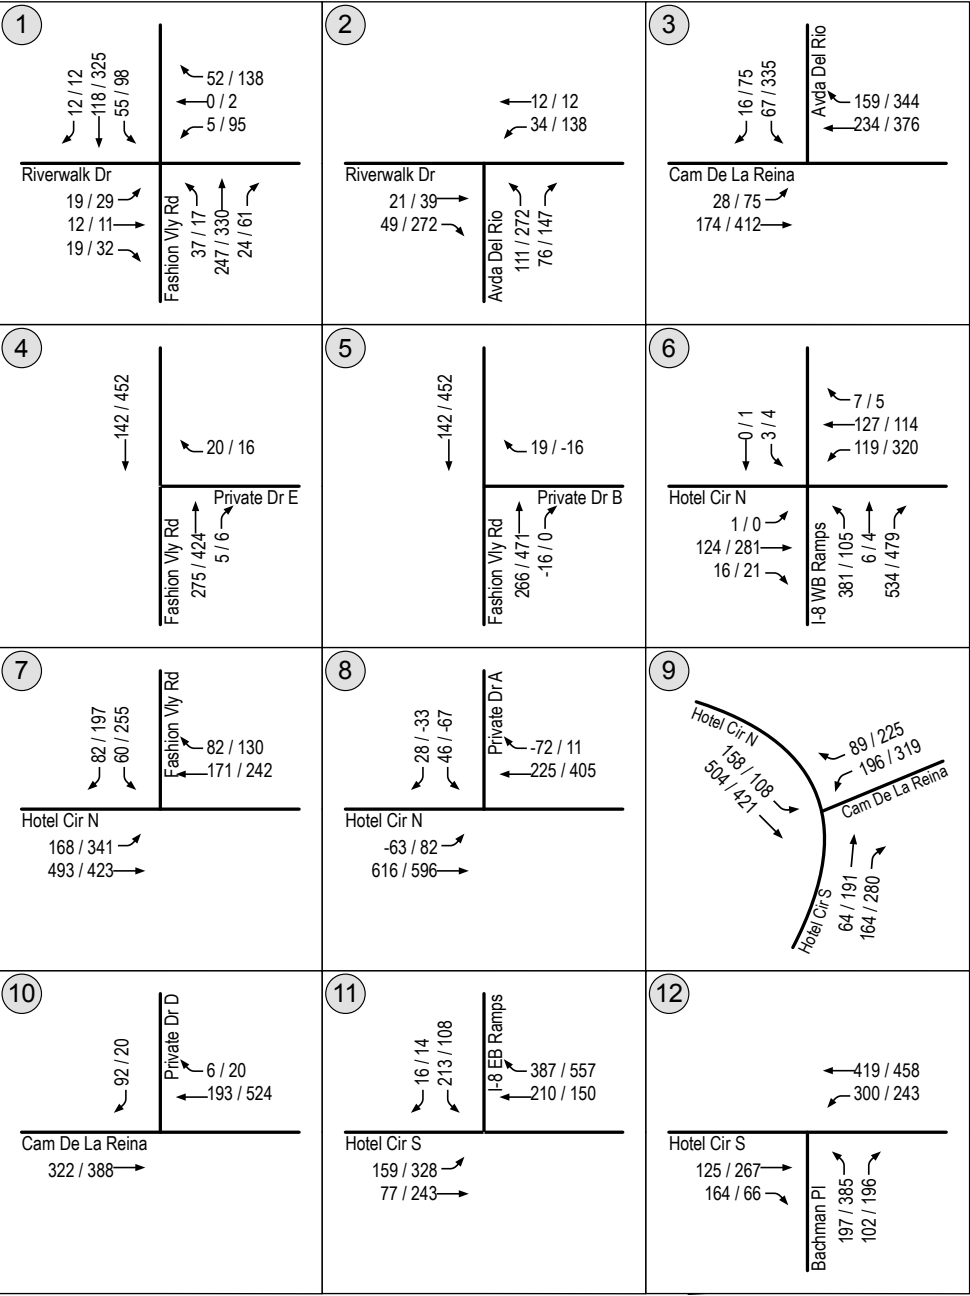 1
12 / 12
118 / 325
55 / 98
52 / 138
0 / 2
5 / 95
Riverwalk Dr
19 / 29
12 / 11
19 / 32
Fashion Vly Rd
37 / 17
247 / 330
24 / 61
2
12 / 12
34 / 138
Riverwalk Dr
21 / 39
49 / 272
Avda Del Rio
111 / 272
76 / 147
3
16 / 75
67 / 335
Avda Del Rio
159 / 344
234 / 376
Cam De La Reina
28 / 75
174 / 412
4
142 / 452
20 / 16
Private Dr E
Fashion Vly Rd
275 / 424
5 / 6
5
142 / 452
19 / -16
Private Dr B
Fashion Vly Rd
266 / 471
-16 / 0
6
0 / 1
3 / 4
7 / 5
127 / 114
119 / 320
Hotel Cir N
1 / 0
124 / 281
16 / 21
I-8 WB Ramps
381 / 105
6 / 4
534 / 479
7
82 / 197
60 / 255
Fashion Vly Rd
82 / 130
171 / 242
Hotel Cir N
168 / 341
493 / 423
8
28 / -33
46 / -67
Private Dr A
-72 / 11
225 / 405
Hotel Cir N
-63 / 82
616 / 596
9
Hotel Cir N
158 / 108
504 / 421
89 / 225
196 / 319
Cam De La Reina
Hotel Cir S
64 / 191
164 / 280
10
92 / 20
Private Dr D
6 / 20
193 / 524
Cam De La Reina
322 / 388
11
16 / 14
213 / 108
I-8 EB Ramps
387 / 557
210 / 150
Hotel Cir S
159 / 328
77 / 243
12
419 / 458
300 / 243
Hotel Cir S
125 / 267
164 / 66
Bachman Pl
197 / 385
102 / 196